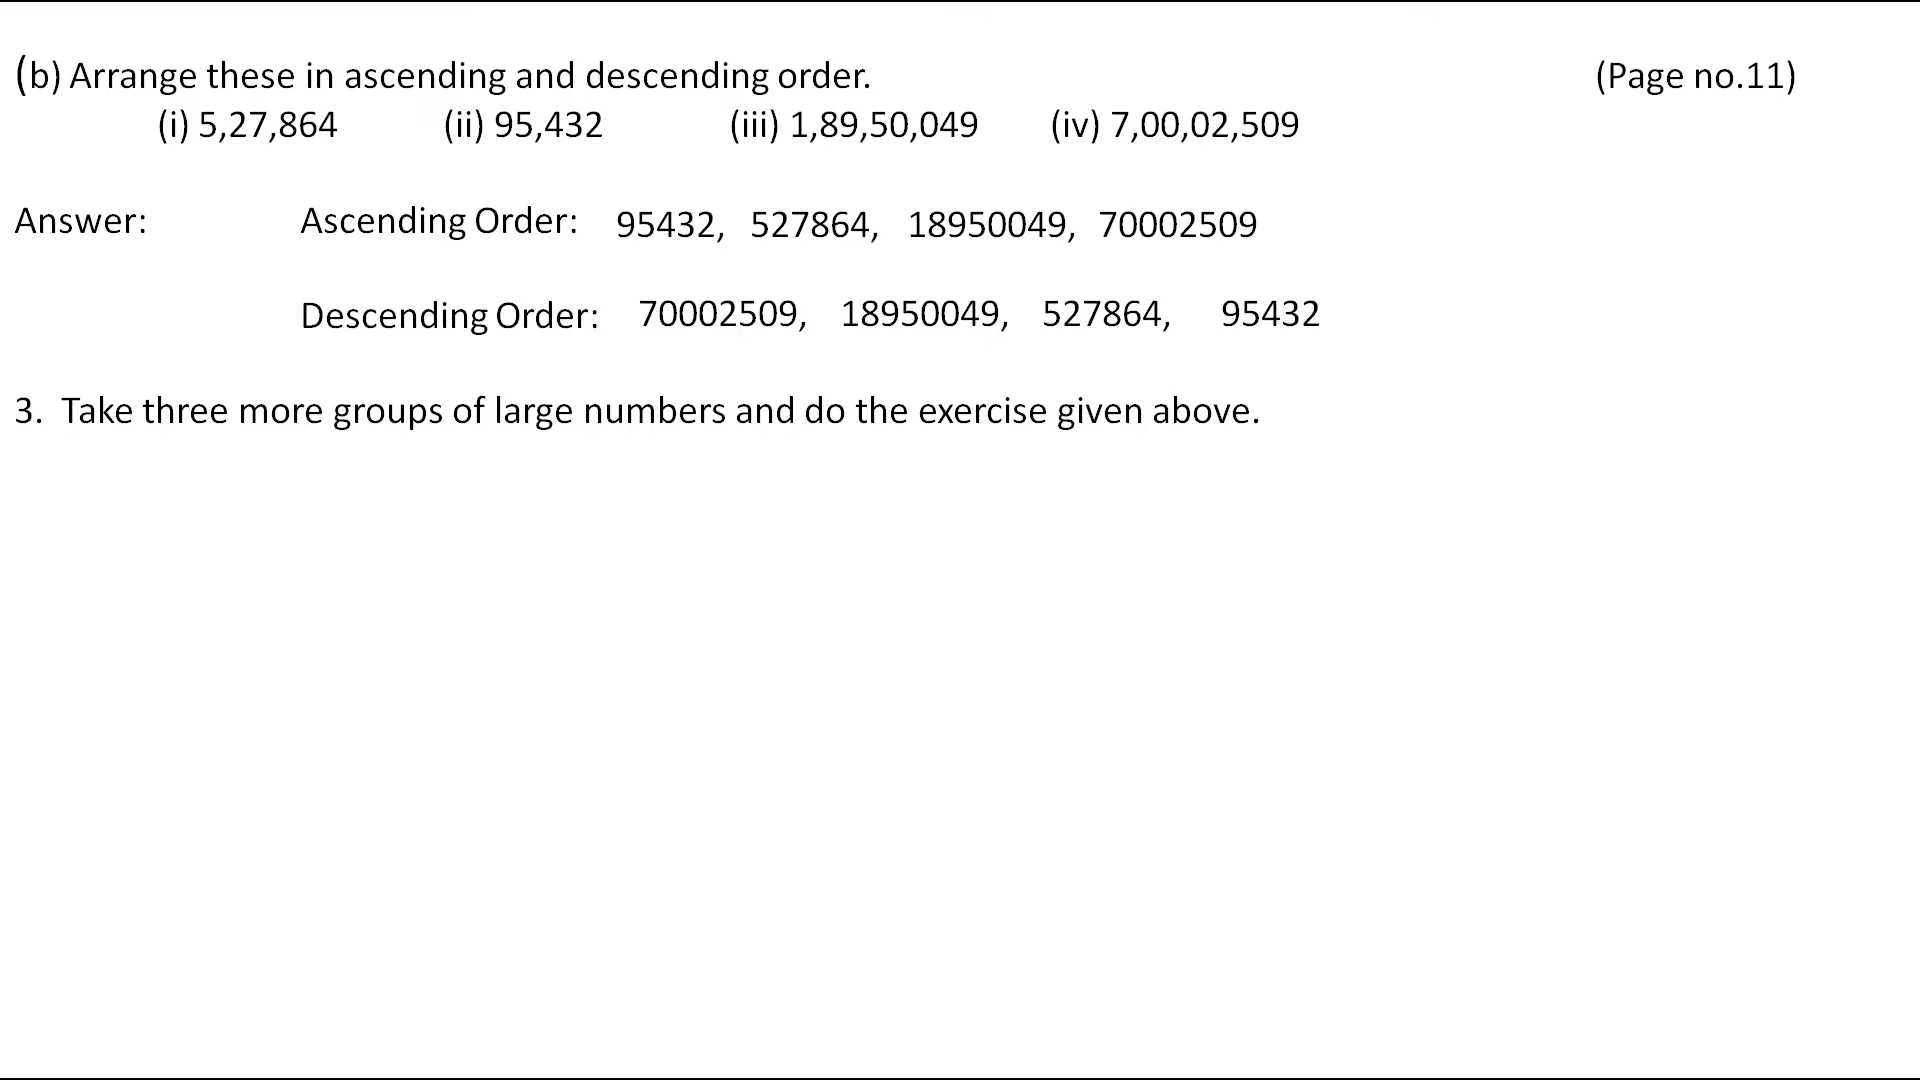 (b) Arrange these in ascending and descending order. (Page no.11)
(i) 5,27,864 (ii) 95,432 (iii) 1,89,50,049 (iv) 7,00,02,509
Answer: Ascending Order: 95432, 527864, 18950049, 70002509
Descending Order: 70002509, 18950049, 527864, 95432
3. Take three more groups of large numbers and do the exercise given above.